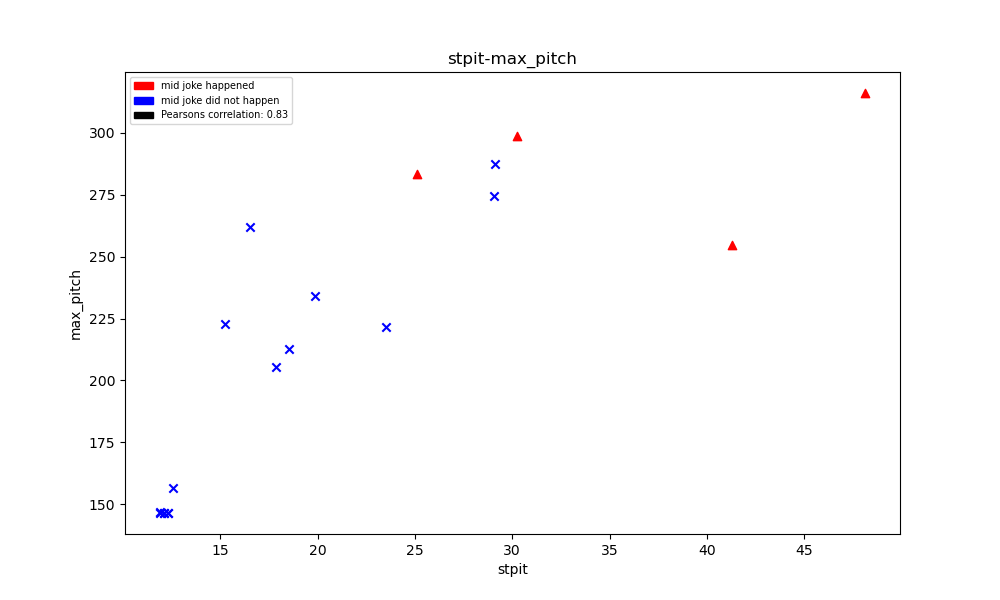 stpit-max_pitch
mid joke happened
mid joke did not happen
Pearsons correlation: 0.83
max_pitch
300
275
250
225
200
175
150
15 20 25 30 35 40 45
stpit